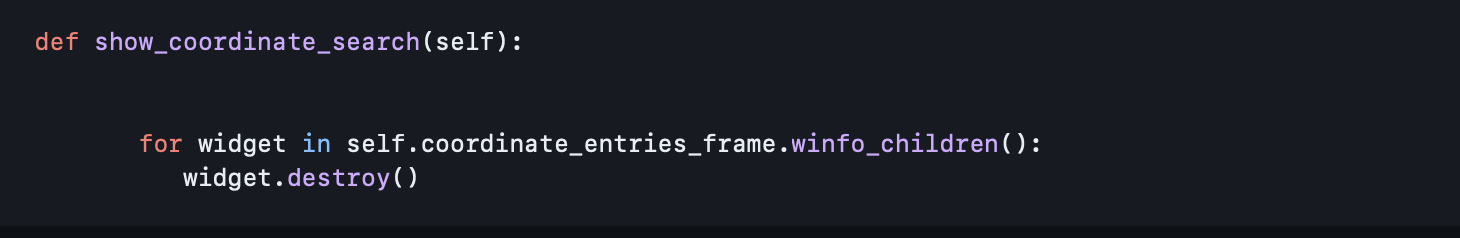 def show_coordinate_search(self):
for widget in self.coordinate_entries_frame.winfo_children():
widget.destroy()